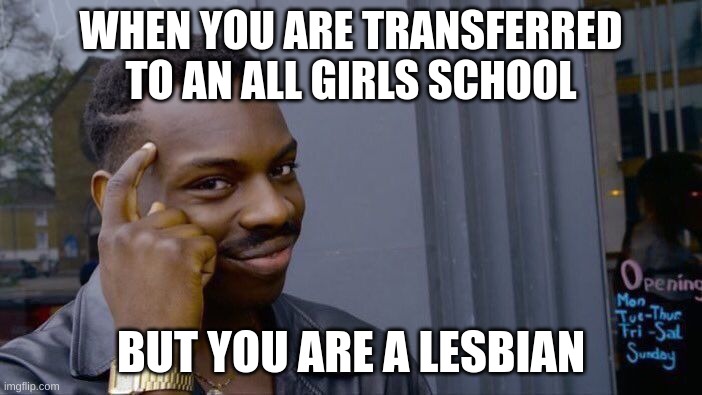 WHEN YOU ARE TRANSFERRED
TO AN ALL GIRLS SCHOOL
Opening
Mon
Tue-Thur
Fri-Sat
Sunday
BUT YOU ARE A LESBIAN
imgflip.com